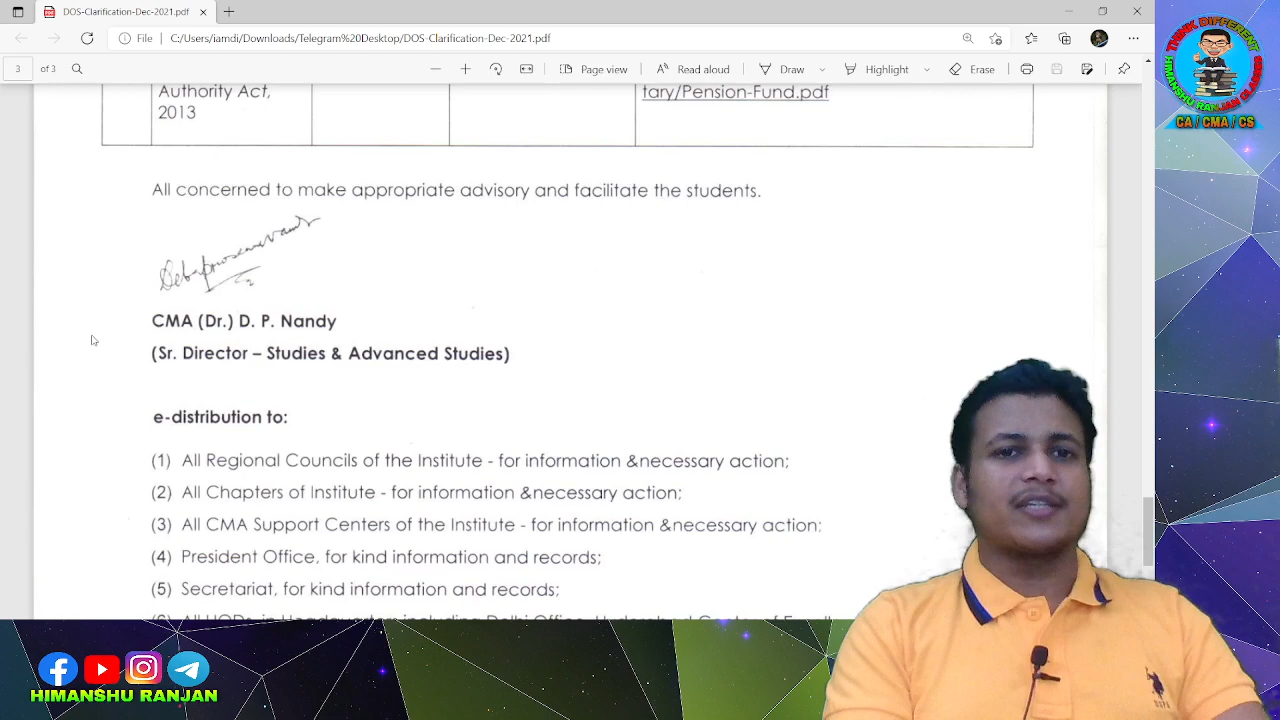 DOS-Clarification-Dec-2021.pdf
File C:/Users/iamdi/Downloads/Telegram%20Desktop/DOS-Clarification-Dec-2021.pdf
3 of 3 Page view Read aloud Draw Highlight Erase
Authority Act,
2013
tary/Pension-Fund.pdf
All concerned to make appropriate advisory and facilitate the students.
CMA (Dr.) D. P. Nandy
(Sr. Director – Studies & Advanced Studies)
e-distribution to:
(1) All Regional Councils of the Institute - for information &necessary action;
(2) All Chapters of Institute - for information &necessary action;
(3) All CMA Support Centers of the Institute - for information &necessary action:
(4) President Office, for kind information and records;
(5) Secretariat, for kind information and records;
THINK DIFFERENT
HIMANSHU RANJAN CLASSES
CA / CMA / CS
HIMANSHU RANJAN